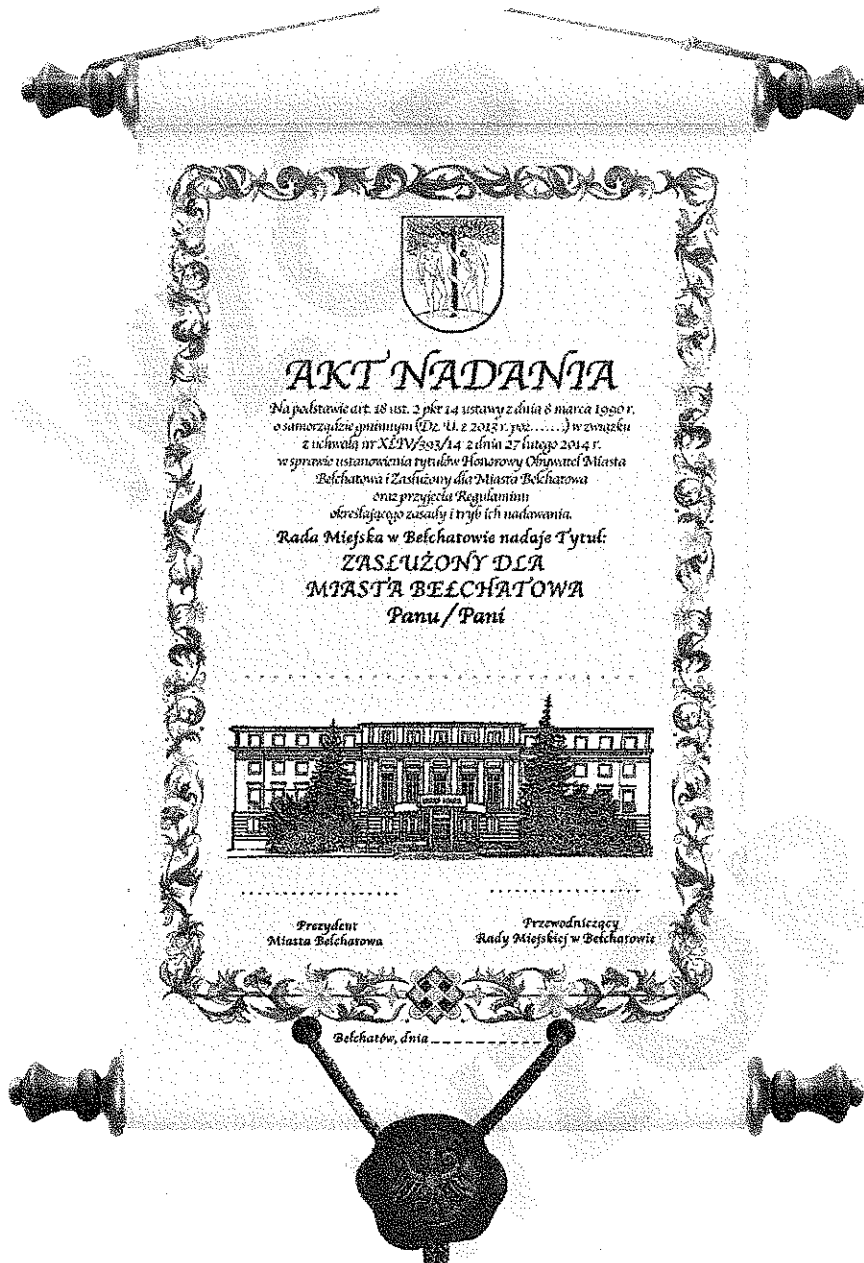 AKT NADANIA
Na podstawie art. 18 ust. 2 pkt 14 ustawy z dnia 8 marca 1990 r.
o samorządzie gminnym (Dz. U. z 2013 r. poz.......) w związku
z uchwałą nr XLIV/393/14 z dnia 27 lutego 2014 r.
w sprawie ustanowienia tytułów Honorowy Obywatel Miasta
Bełchatowa i Zasłużony dla Miasta Bełchatowa
oraz przyjęcia Regulaminu
określającego zasady i tryb ich nadawania.
Rada Miejska w Bełchatowie nadaje Tytuł:
ZASŁUŻONY DLA
MIASTA BEŁCHATOWA
Panu/Pani
Prezydent
Miasta Bełchatowa
Przewodniczący
Rady Miejskiej w Bełchatowie
Bełchatów, dnia